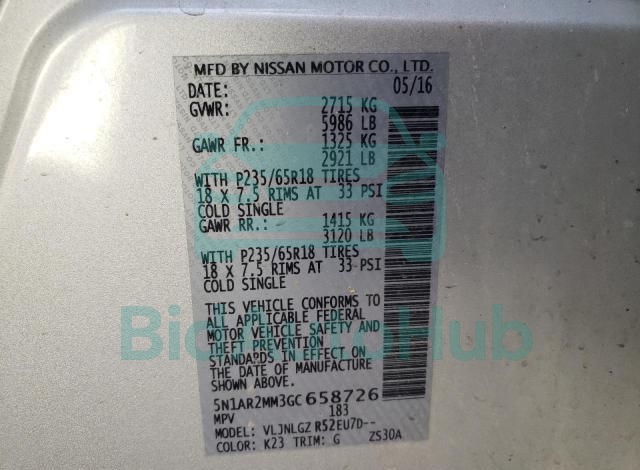 MFD BY NISSAN MOTOR CO., LTD.
DATE: 05/16
GVWR: 2715 KG
5986 LB
GAWR FR.: 1325 KG
2921 LB
WITH P235/65R18 TIRES
18 X 7.5 RIMS AT 33 PSI
COLD SINGLE
GAWR RR.: 1415 KG
3120 LB
WITH P235/65R18 TIRES
18 X 7.5 RIMS AT 33 PSI
COLD SINGLE
THIS VEHICLE CONFORMS TO
ALL APPLICABLE FEDERAL
MOTOR VEHICLE SAFETY AND
THEFT PREVENTION
STANDARDS IN EFFECT ON
THE DATE OF MANUFACTURE
SHOWN ABOVE.
5N1AR2MM3GC658726
MPV 183
MODEL: VLJNLGZ R52EU7D--
COLOR: K23 TRIM: G ZS30A